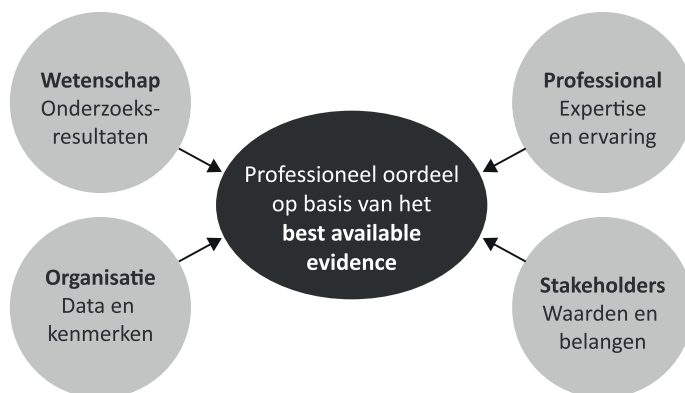 Wetenschap
Onderzoeks-
resultaten
Professional
Expertise
en ervaring
Professioneel oordeel
op basis van het
best available
evidence
Organisatie
Data en
kenmerken
Stakeholders
Waarden en
belangen